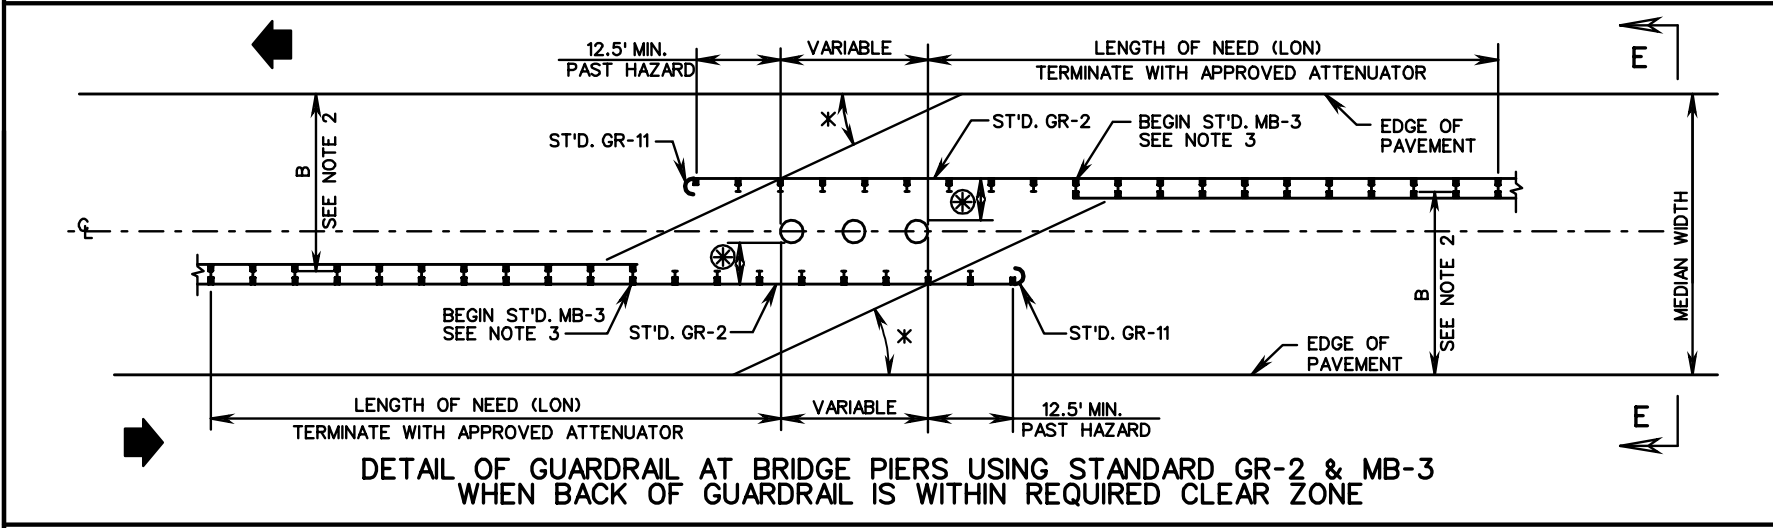 12.5' MIN.
PAST HAZARD
VARIABLE
LENGTH OF NEED (LON)
TERMINATE WITH APPROVED ATTENUATOR
E
B
SEE NOTE 2
ST'D. GR-11
ST'D. GR-2
BEGIN ST'D. MB-3
SEE NOTE 3
EDGE OF
PAVEMENT
MEDIAN WIDTH
℄
BEGIN ST'D. MB-3
SEE NOTE 3
ST'D. GR-2
ST'D. GR-11
B
SEE NOTE 2
EDGE OF
PAVEMENT
LENGTH OF NEED (LON)
TERMINATE WITH APPROVED ATTENUATOR
VARIABLE
12.5' MIN.
PAST HAZARD
E
DETAIL OF GUARDRAIL AT BRIDGE PIERS USING STANDARD GR-2 & MB-3
WHEN BACK OF GUARDRAIL IS WITHIN REQUIRED CLEAR ZONE